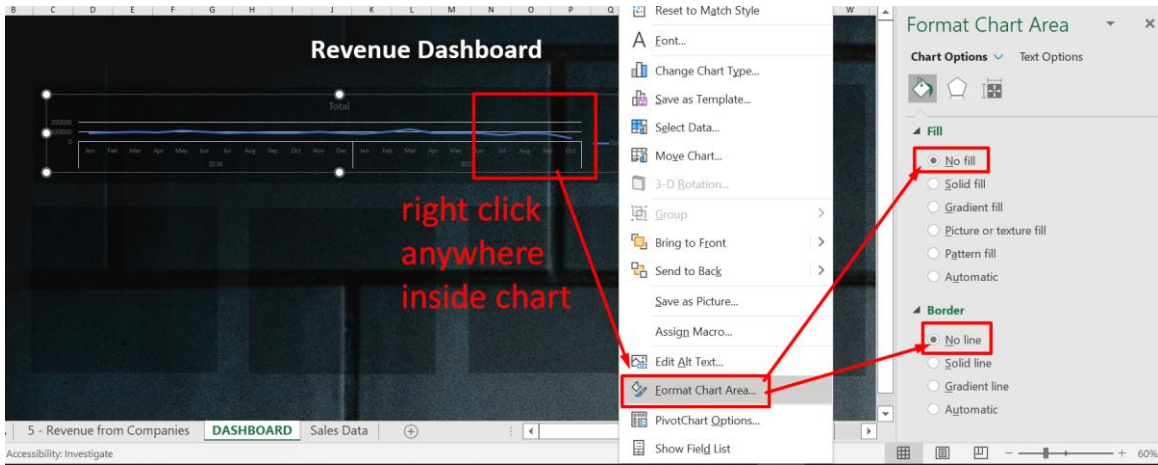 B C D E F G H I J K L M N O P Q W
Revenue Dashboard
Total
200000
100000
0
Jan Feb Mar Apr May Jun Jul Aug Sep Oct Nov Dec Jan Feb Mar Apr May Jun Jul Aug Sep Oct
2018
right click
anywhere
inside chart
Reset to Match Style
Font...
Change Chart Type...
Save as Template...
Select Data...
Move Chart...
3-D Rotation...
Group
Bring to Front
Send to Back
Save as Picture...
Assign Macro...
Edit Alt Text...
Format Chart Area...
PivotChart Options...
Show Field List
Format Chart Area
Chart Options Text Options
Fill
No fill
Solid fill
Gradient fill
Picture or texture fill
Pattern fill
Automatic
Border
No line
Solid line
Gradient line
Automatic
5 - Revenue from Companies DASHBOARD Sales Data
Accessibility: Investigate
60%